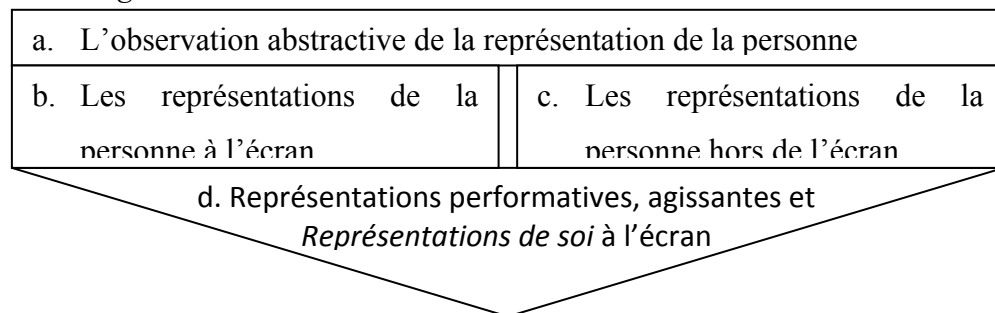 a. L’observation abstractive de la représentation de la personne
b. Les représentations de la
personne à l’écran
c. Les représentations de la
personne hors de l’écran
d. Représentations performatives, agissantes et
Représentations de soi à l’écran